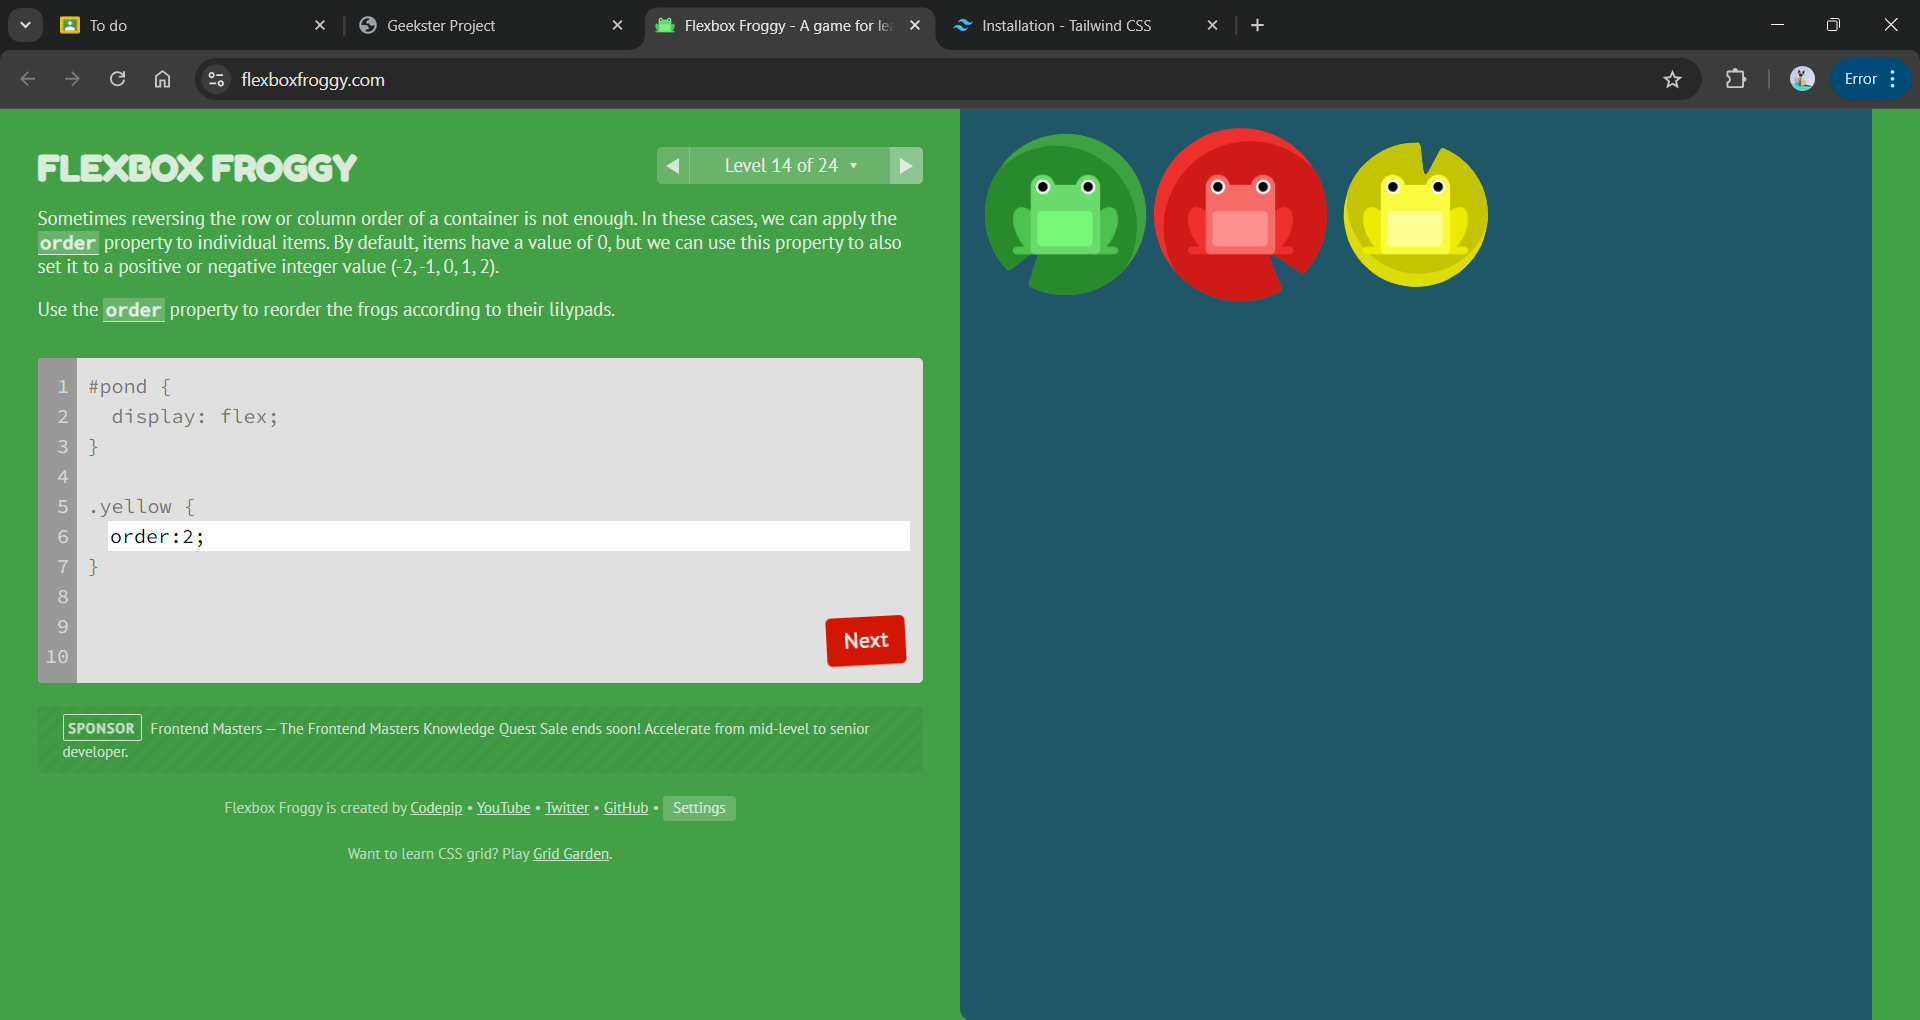 To do
Geekster Project
Flexbox Froggy - A game for le
Installation - Tailwind CSS
flexboxfroggy.com
Error
FLEXBOX FROGGY
◀ Level 14 of 24 ▾ ▶
Sometimes reversing the row or column order of a container is not enough. In these cases, we can apply the
order property to individual items. By default, items have a value of 0, but we can use this property to also
set it to a positive or negative integer value (-2, -1, 0, 1, 2).
Use the order property to reorder the frogs according to their lilypads.
1 #pond {
2 display: flex;
3 }
4
5 .yellow {
6 order:2;
7 }
8
9
10
Next
SPONSOR Frontend Masters — The Frontend Masters Knowledge Quest Sale ends soon! Accelerate from mid-level to senior
developer.
Flexbox Froggy is created by Codepip • YouTube • Twitter • GitHub • Settings
Want to learn CSS grid? Play Grid Garden.